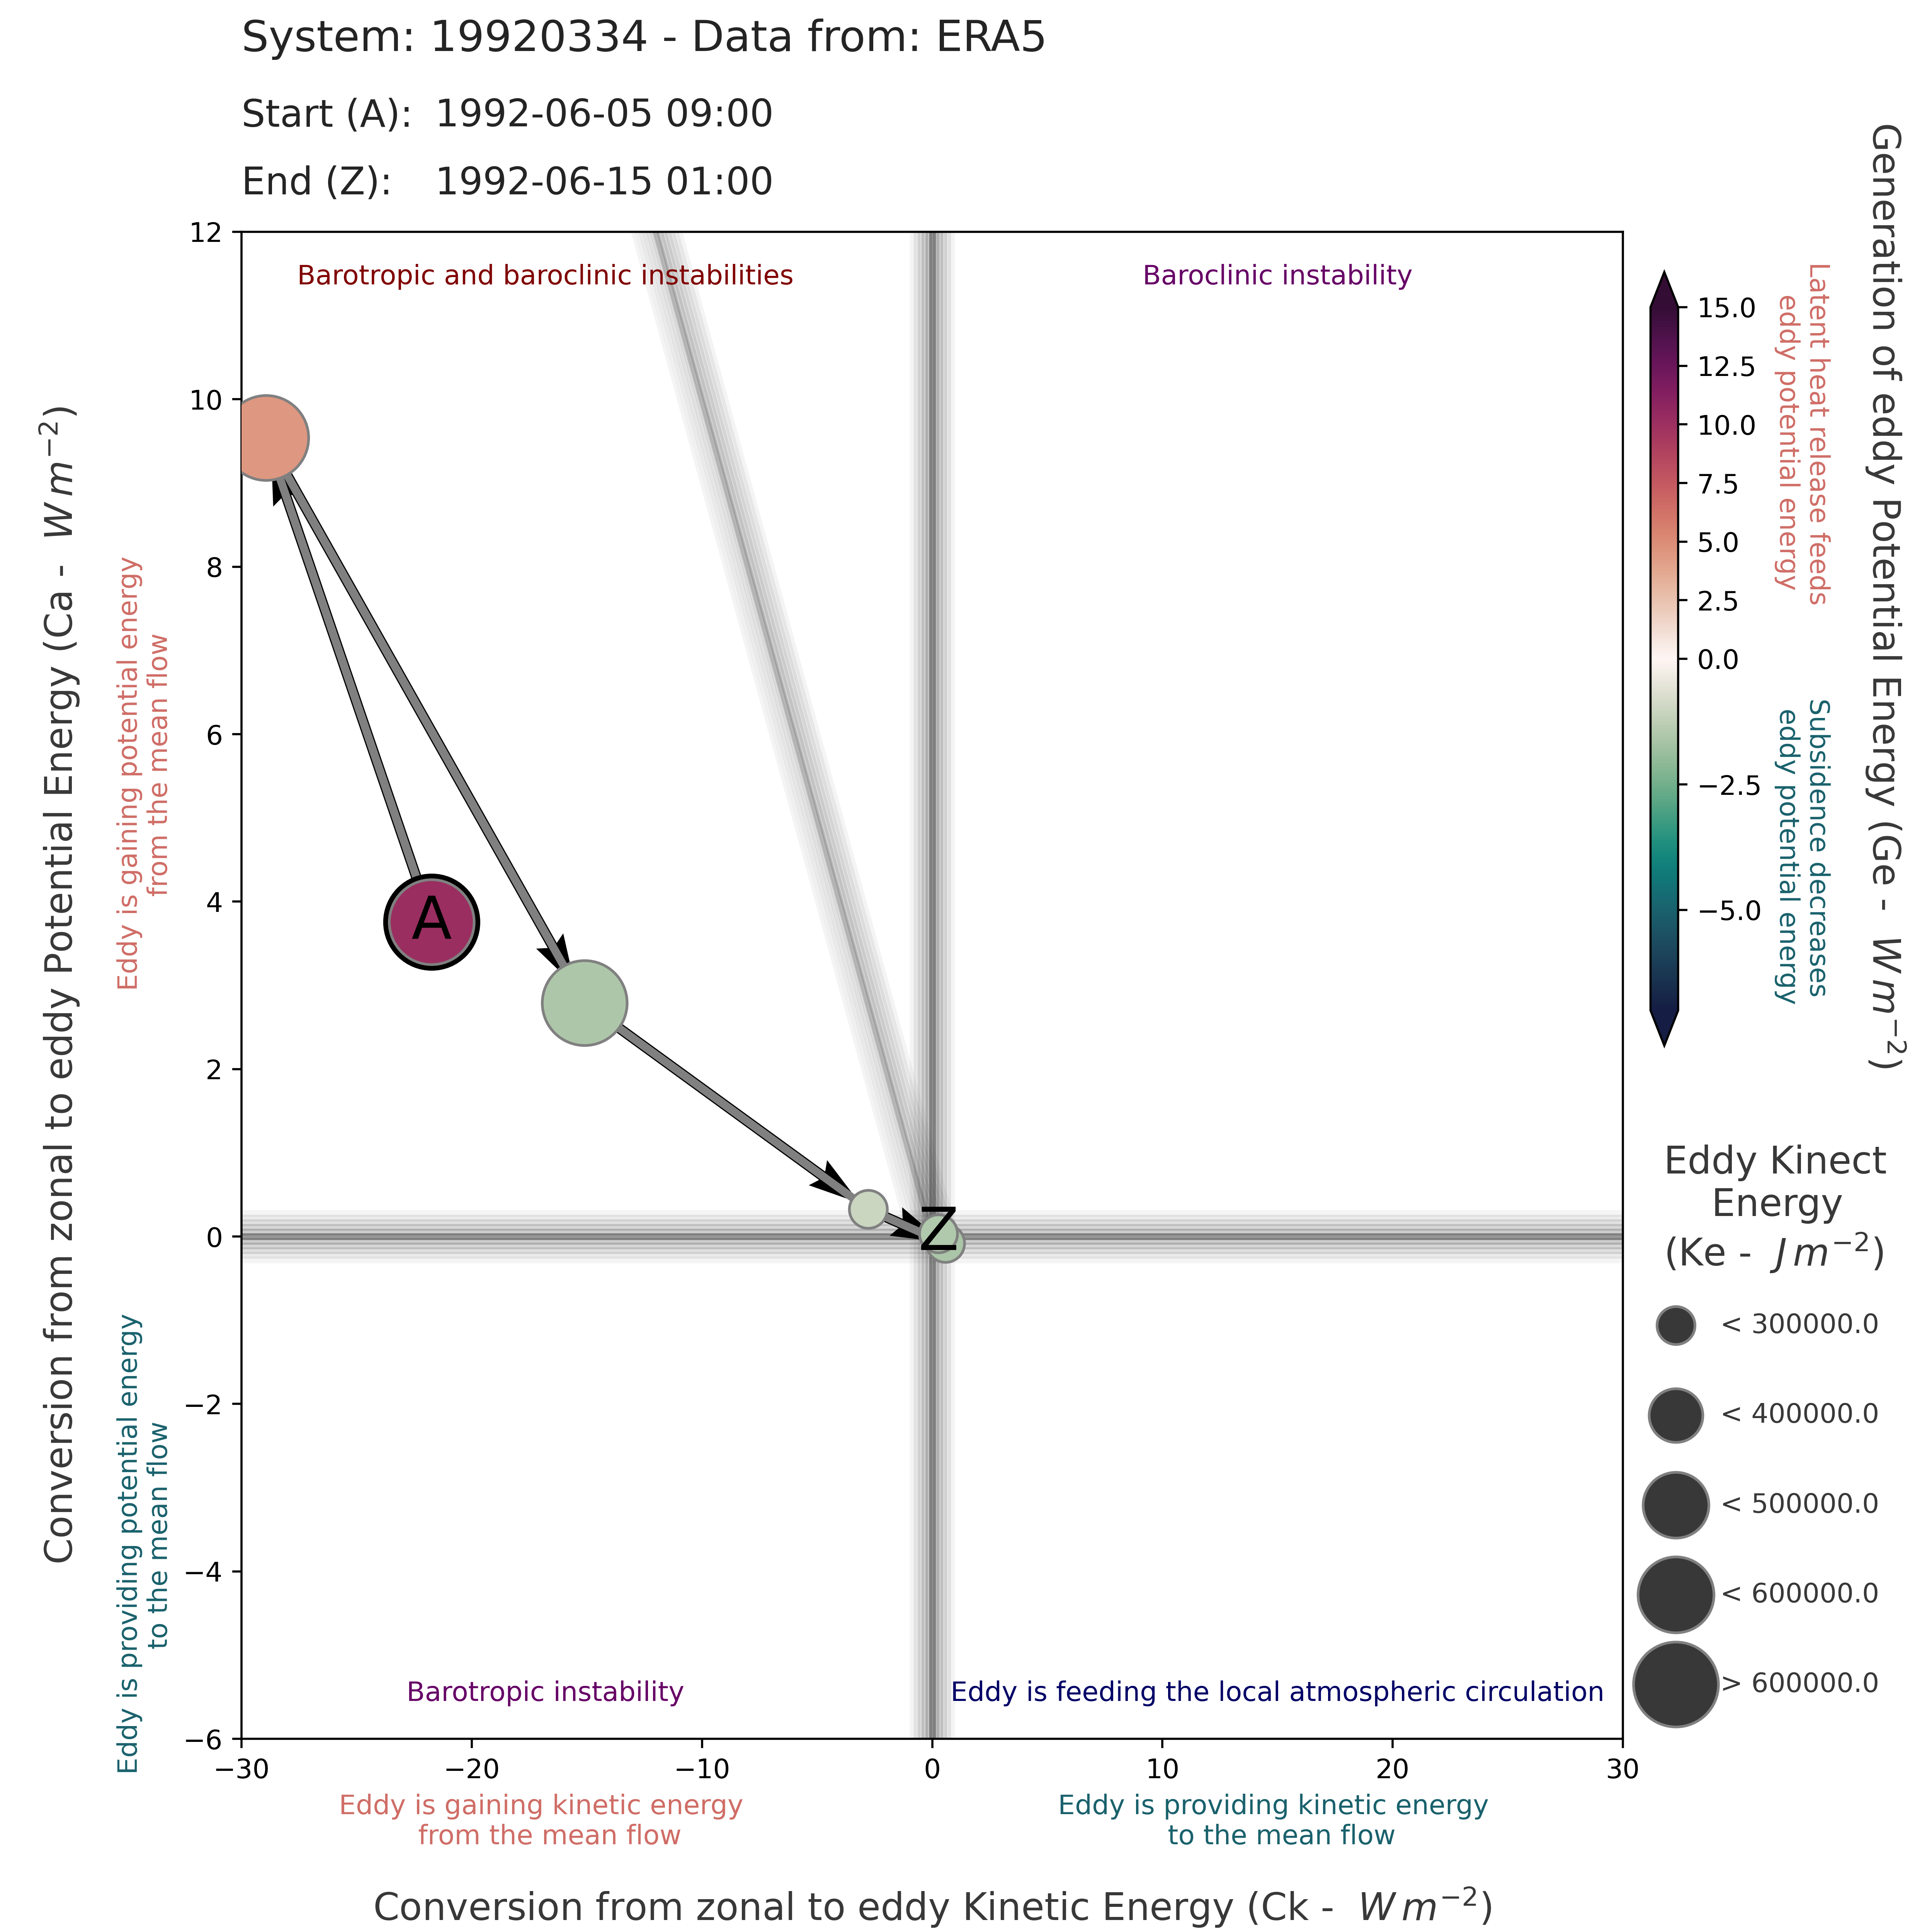 System: 19920334 - Data from: ERA5
Start (A): 1992-06-05 09:00
End (Z): 1992-06-15 01:00
Barotropic and baroclinic instabilities
Baroclinic instability
Barotropic instability
Eddy is feeding the local atmospheric circulation
A
Z
12
10
8
6
4
2
0
−2
−4
−6
−30
−20
−10
0
10
20
30
Conversion from zonal to eddy Potential Energy (Ca - W m⁻²)
Eddy is gaining potential energy
from the mean flow
Eddy is providing potential energy
to the mean flow
Eddy is gaining kinetic energy
from the mean flow
Eddy is providing kinetic energy
to the mean flow
Conversion from zonal to eddy Kinetic Energy (Ck - W m⁻²)
15.0
12.5
10.0
7.5
5.0
2.5
0.0
−2.5
−5.0
Latent heat release feeds
eddy potential energy
Subsidence decreases
eddy potential energy
Generation of eddy Potential Energy (Ge - W m⁻²)
Eddy Kinect
Energy
(Ke - J m⁻²)
< 300000.0
< 400000.0
< 500000.0
< 600000.0
> 600000.0